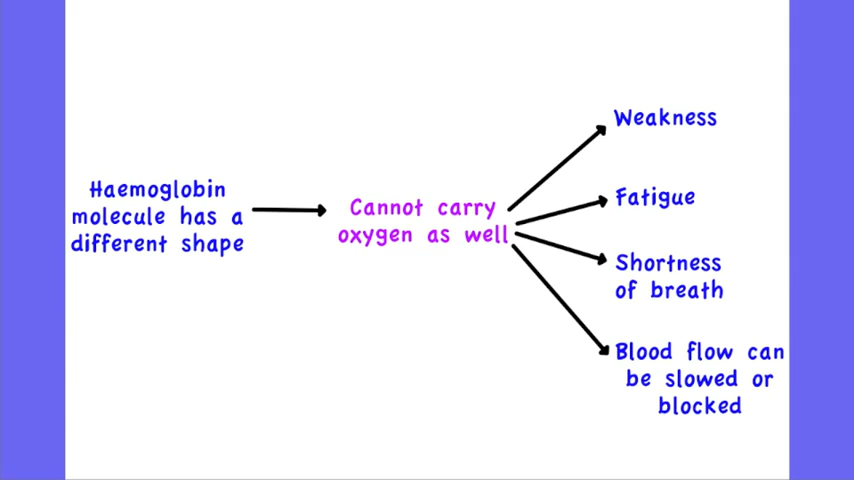 Haemoglobin
molecule has a
different shape
Cannot carry
oxygen as well
Weakness
Fatigue
Shortness
of breath
Blood flow can
be slowed or
blocked